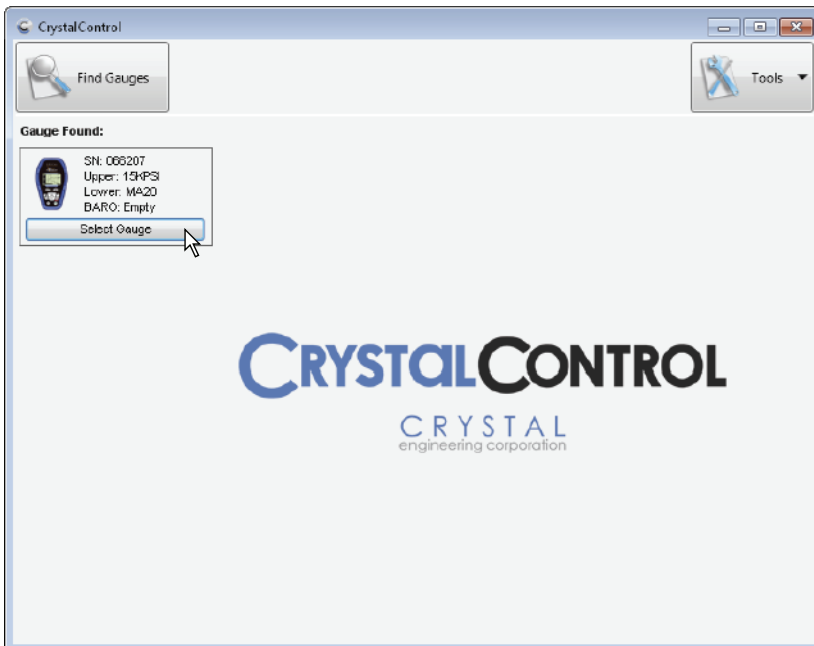 CrystalControl
Find Gauges
Tools
Gauge Found:
SN: 066207
Upper: 15KPSI
Lower: MA20
BARO: Empty
Select Gauge
CRYSTALCONTROL
CRYSTAL
engineering corporation